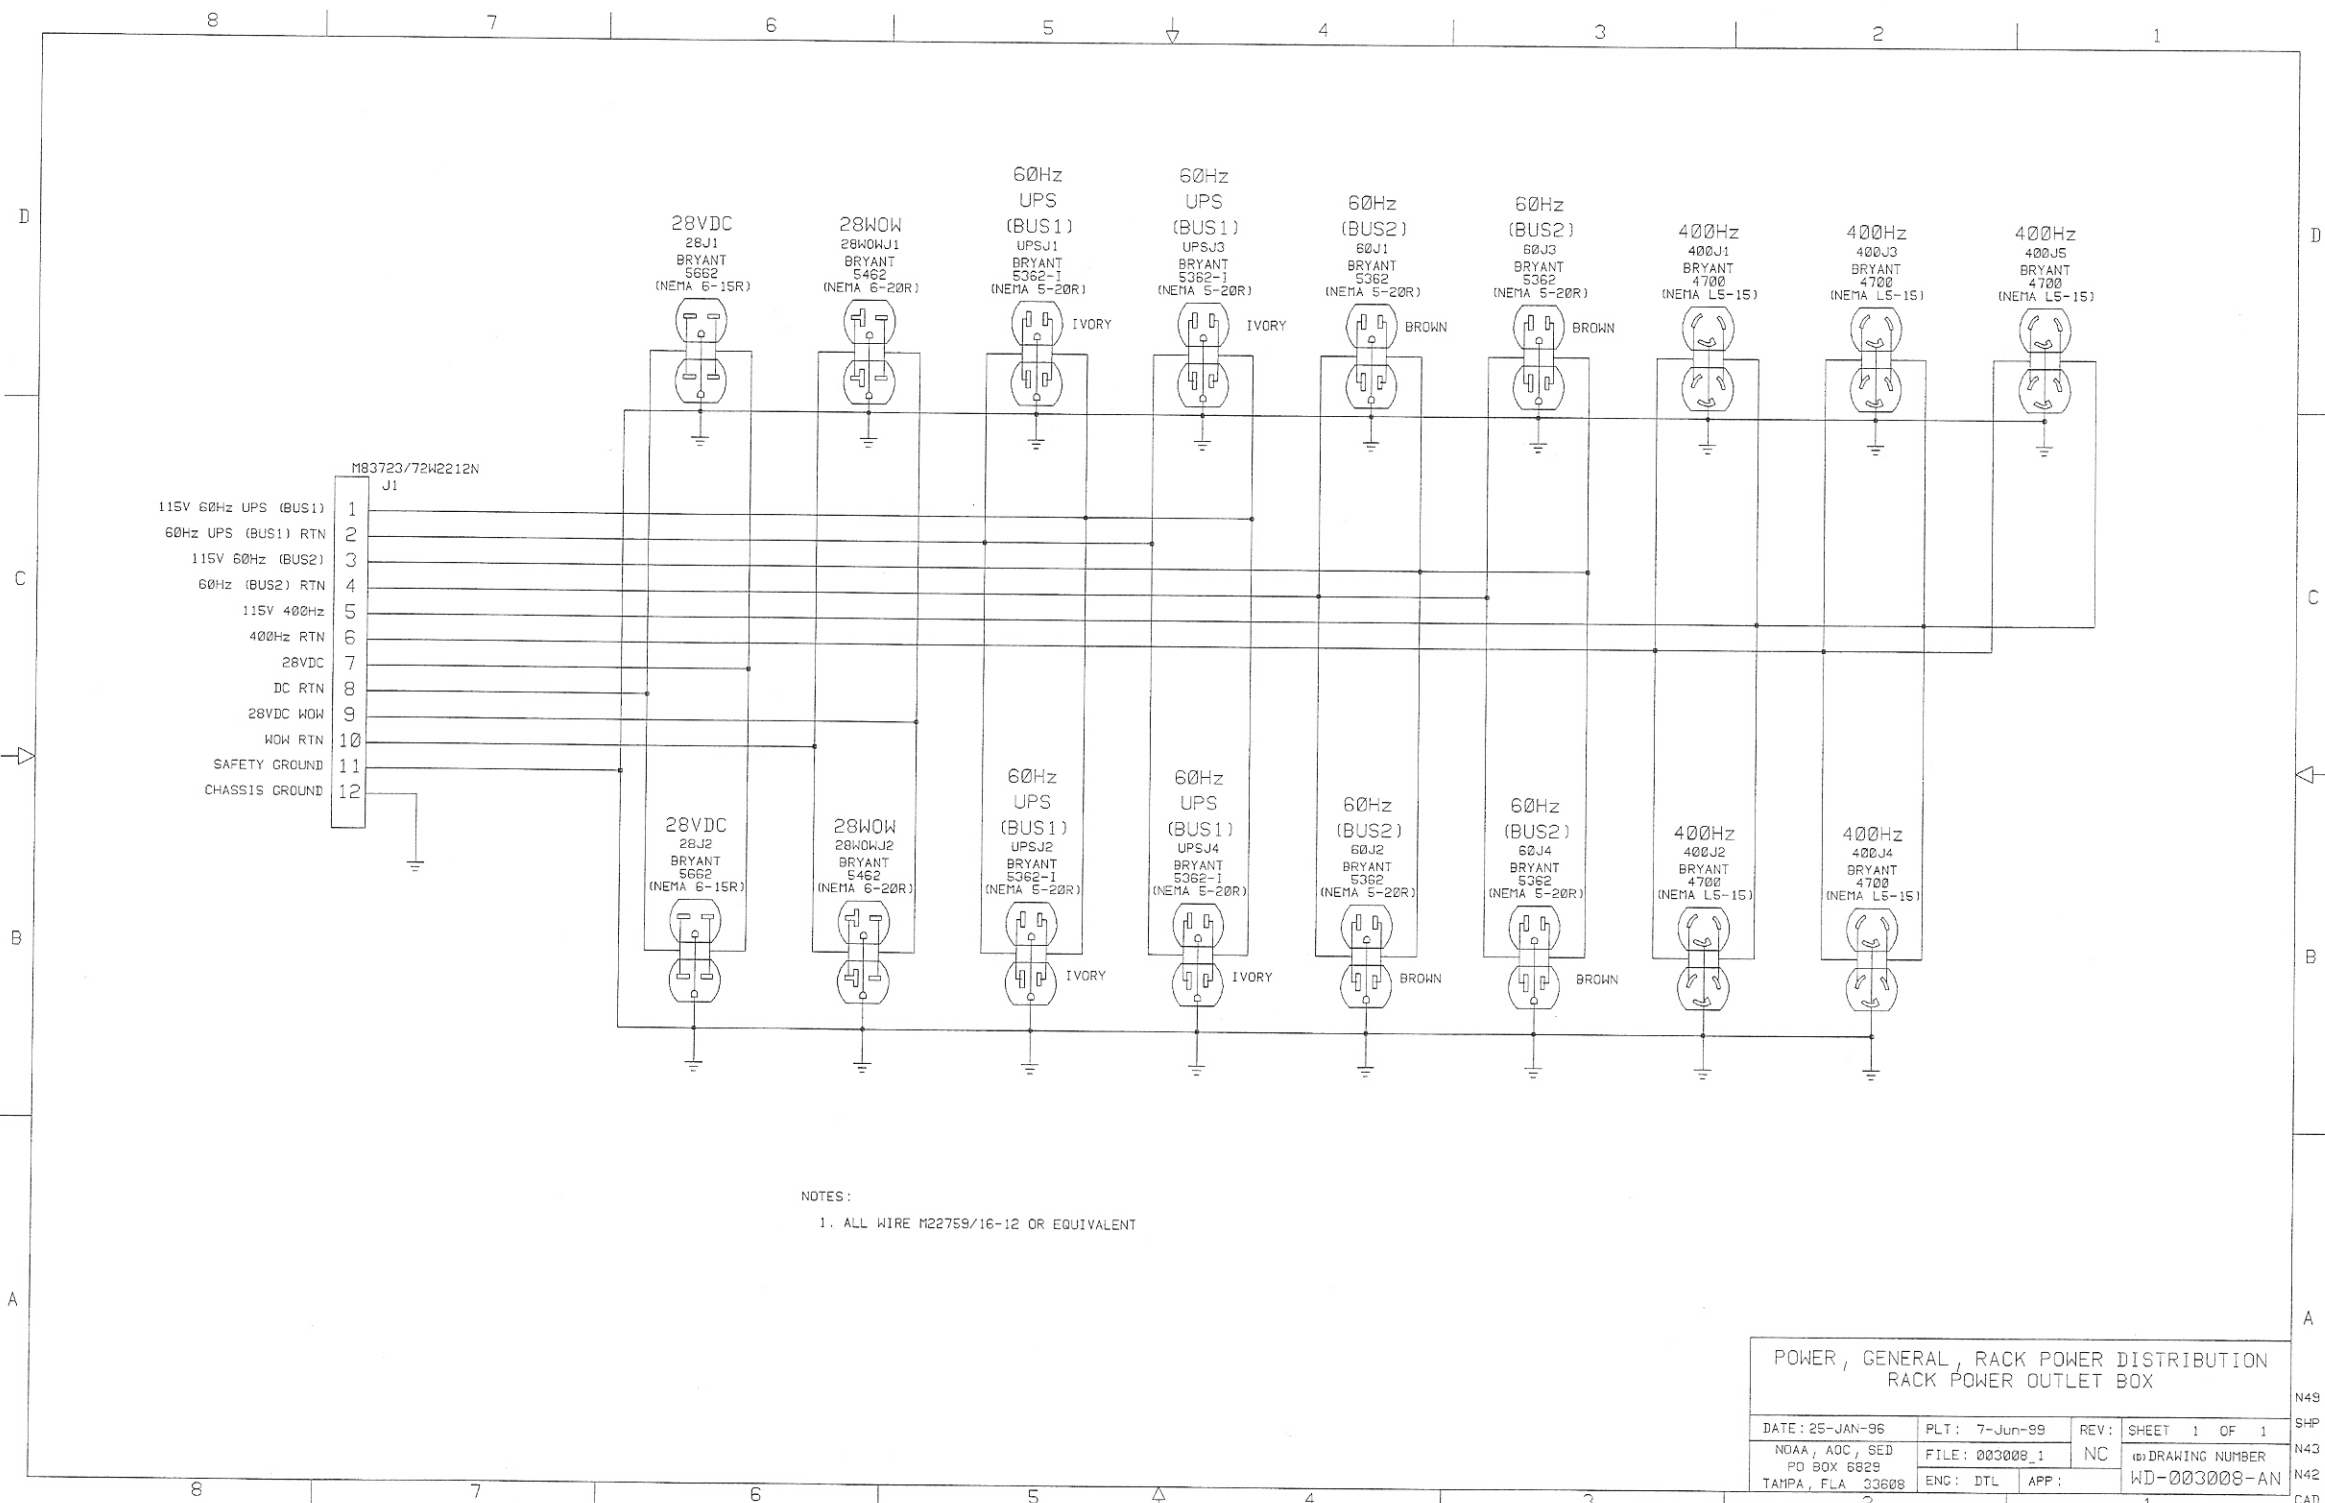 8 7 6 5 4 3 2 1
D
D
28VDC
28J1
BRYANT
5662
(NEMA 6-15R)
28WOW
28WOWJ1
BRYANT
5462
(NEMA 6-20R)
60Hz
UPS
(BUS1)
UPSJ1
BRYANT
5362-I
(NEMA 5-20R)
IVORY
60Hz
UPS
(BUS1)
UPSJ3
BRYANT
5362-I
(NEMA 5-20R)
IVORY
60Hz
(BUS2)
60J1
BRYANT
5362
(NEMA 5-20R)
BROWN
60Hz
(BUS2)
60J3
BRYANT
5362
(NEMA 5-20R)
BROWN
400Hz
400J1
BRYANT
4700
(NEMA L5-15)
400Hz
400J3
BRYANT
4700
(NEMA L5-15)
400Hz
400J5
BRYANT
4700
(NEMA L5-15)
M83723/72W2212N
J1
115V 60Hz UPS (BUS1) 1
60Hz UPS (BUS1) RTN 2
115V 60Hz (BUS2) 3
60Hz (BUS2) RTN 4
115V 400Hz 5
400Hz RTN 6
28VDC 7
DC RTN 8
28VDC WOW 9
WOW RTN 10
SAFETY GROUND 11
CHASSIS GROUND 12
C
C
28VDC
28J2
BRYANT
5662
(NEMA 6-15R)
28WOW
28WOWJ2
BRYANT
5462
(NEMA 6-20R)
60Hz
UPS
(BUS1)
UPSJ2
BRYANT
5362-I
(NEMA 5-20R)
IVORY
60Hz
UPS
(BUS1)
UPSJ4
BRYANT
5362-I
(NEMA 5-20R)
IVORY
60Hz
(BUS2)
60J2
BRYANT
5362
(NEMA 5-20R)
BROWN
60Hz
(BUS2)
60J4
BRYANT
5362
(NEMA 5-20R)
BROWN
400Hz
400J2
BRYANT
4700
(NEMA L5-15)
400Hz
400J4
BRYANT
4700
(NEMA L5-15)
B
B
NOTES:
1. ALL WIRE M22759/16-12 OR EQUIVALENT
A
A
POWER, GENERAL, RACK POWER DISTRIBUTION
RACK POWER OUTLET BOX
DATE: 25-JAN-96
PLT: 7-Jun-99
REV:
NC
SHEET 1 OF 1
NOAA, AOC, SED
PO BOX 6829
TAMPA, FLA 33608
FILE: 003008_1
ENG: DTL
APP:
(D) DRAWING NUMBER
WD-003008-AN
N49
SHP
N43
N42
8 7 6 5 4